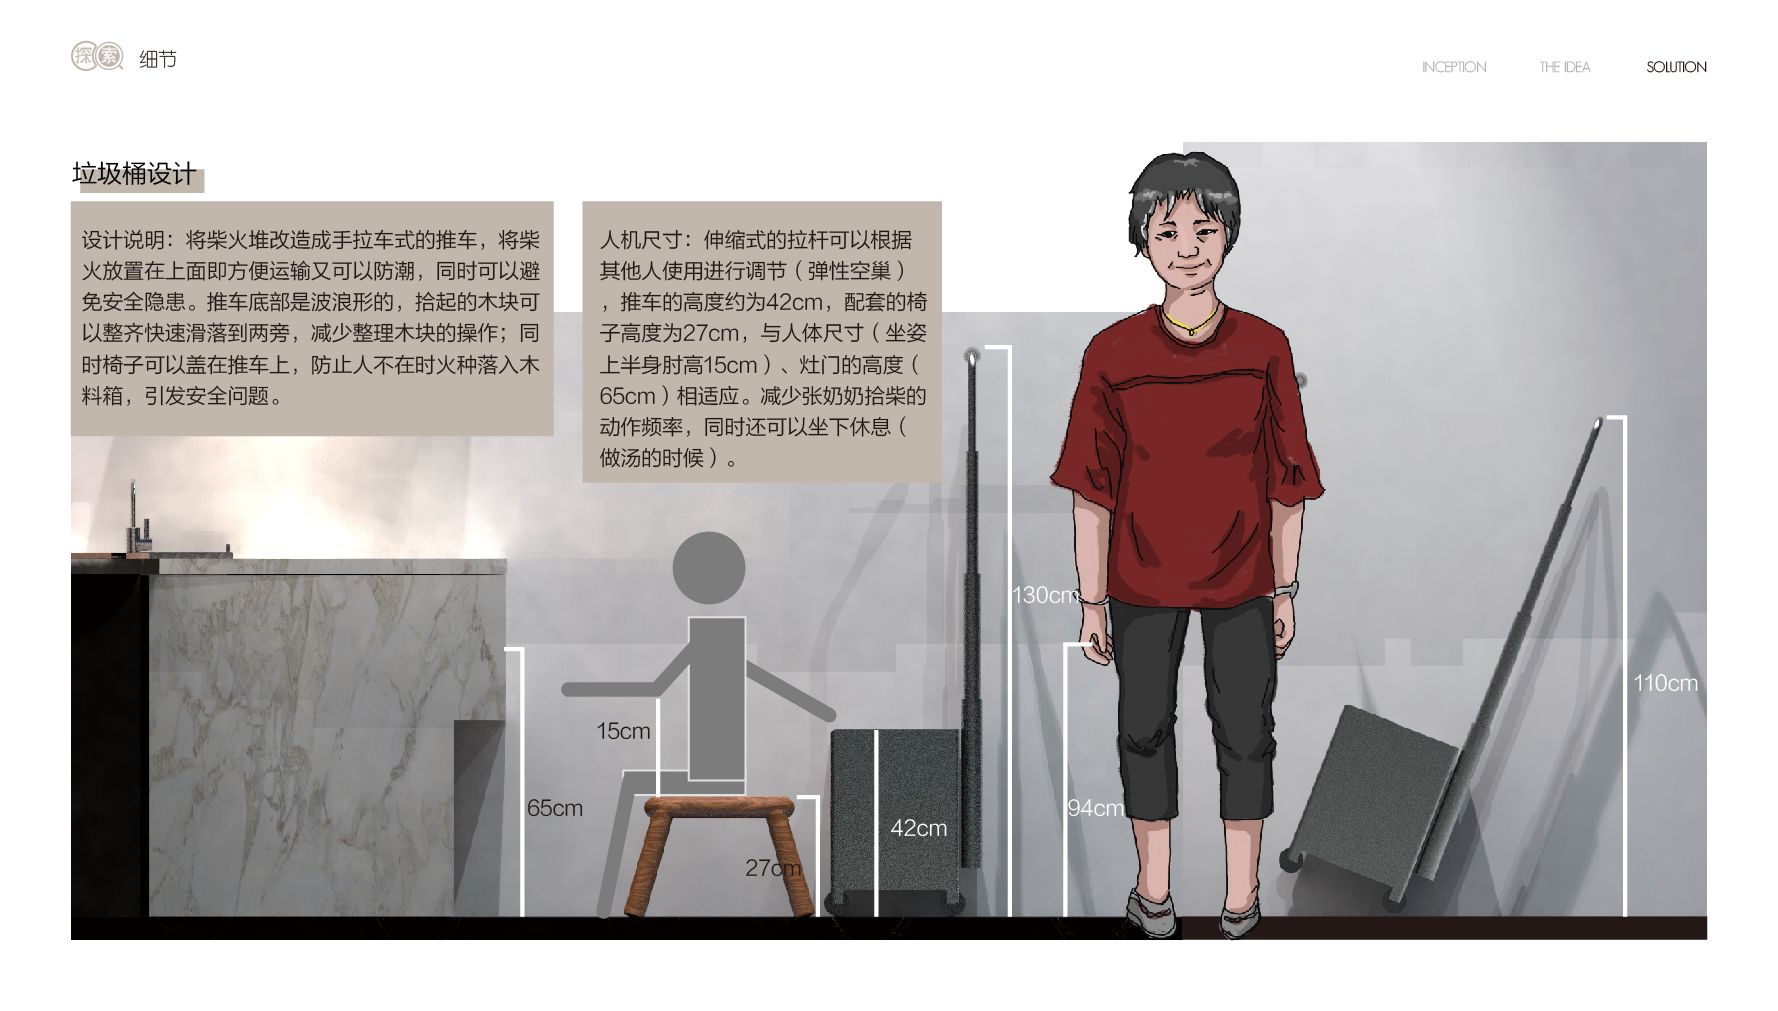 探索 细节
INCEPTION THE IDEA SOLUTION
垃圾桶设计
设计说明：将柴火堆改造成手拉车式的推车，将柴
火放置在上面即方便运输又可以防潮，同时可以避
免安全隐患。推车底部是波浪形的，拾起的木块可
以整齐快速滑落到两旁，减少整理木块的操作；同
时椅子可以盖在推车上，防止人不在时火种落入木
料箱，引发安全问题。
人机尺寸：伸缩式的拉杆可以根据
其他人使用进行调节（弹性空巢）
，推车的高度约为42cm，配套的椅
子高度为27cm，与人体尺寸（坐姿
上半身肘高15cm）、灶门的高度（
65cm）相适应。减少张奶奶拾柴的
动作频率，同时还可以坐下休息（
做汤的时候）。
130cm
110cm
15cm
65cm
94cm
42cm
27cm